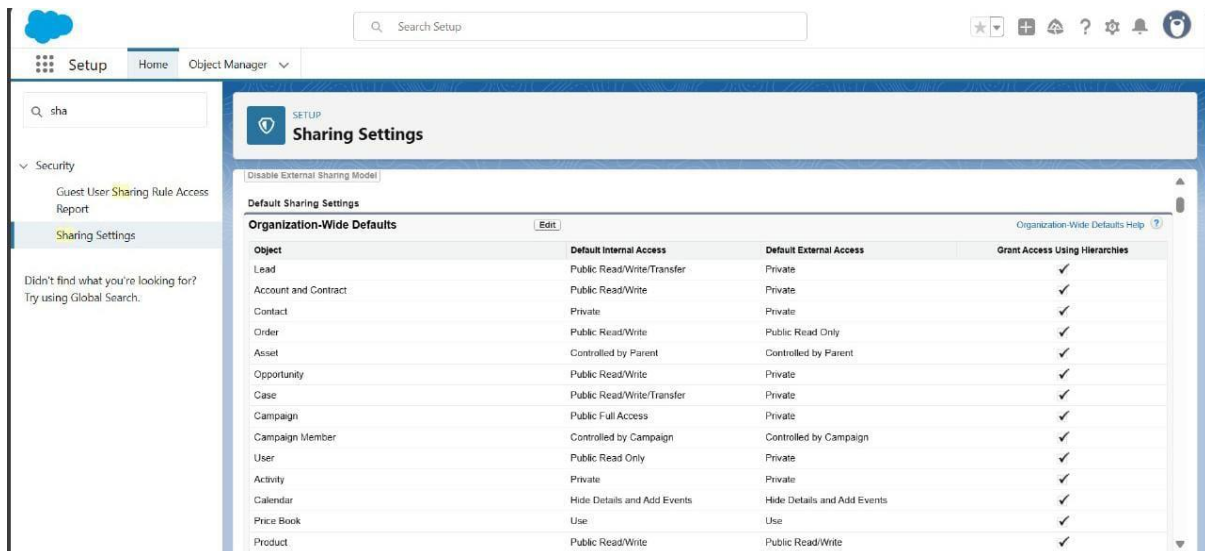 Search Setup
Setup Home Object Manager
sha
Security
Guest User Sharing Rule Access
Report
Sharing Settings
Didn't find what you're looking for?
Try using Global Search.
SETUP
Sharing Settings
Disable External Sharing Model
Default Sharing Settings
Organization-Wide Defaults Edit Organization-Wide Defaults Help ?
Object Default Internal Access Default External Access Grant Access Using Hierarchies
Lead Public Read/Write/Transfer Private ✓
Account and Contract Public Read/Write Private ✓
Contact Private Private ✓
Order Public Read/Write Public Read Only ✓
Asset Controlled by Parent Controlled by Parent ✓
Opportunity Public Read/Write Private ✓
Case Public Read/Write/Transfer Private ✓
Campaign Public Full Access Private ✓
Campaign Member Controlled by Campaign Controlled by Campaign ✓
User Public Read Only Private ✓
Activity Private Private ✓
Calendar Hide Details and Add Events Hide Details and Add Events ✓
Price Book Use Use ✓
Product Public Read/Write Public Read/Write ✓